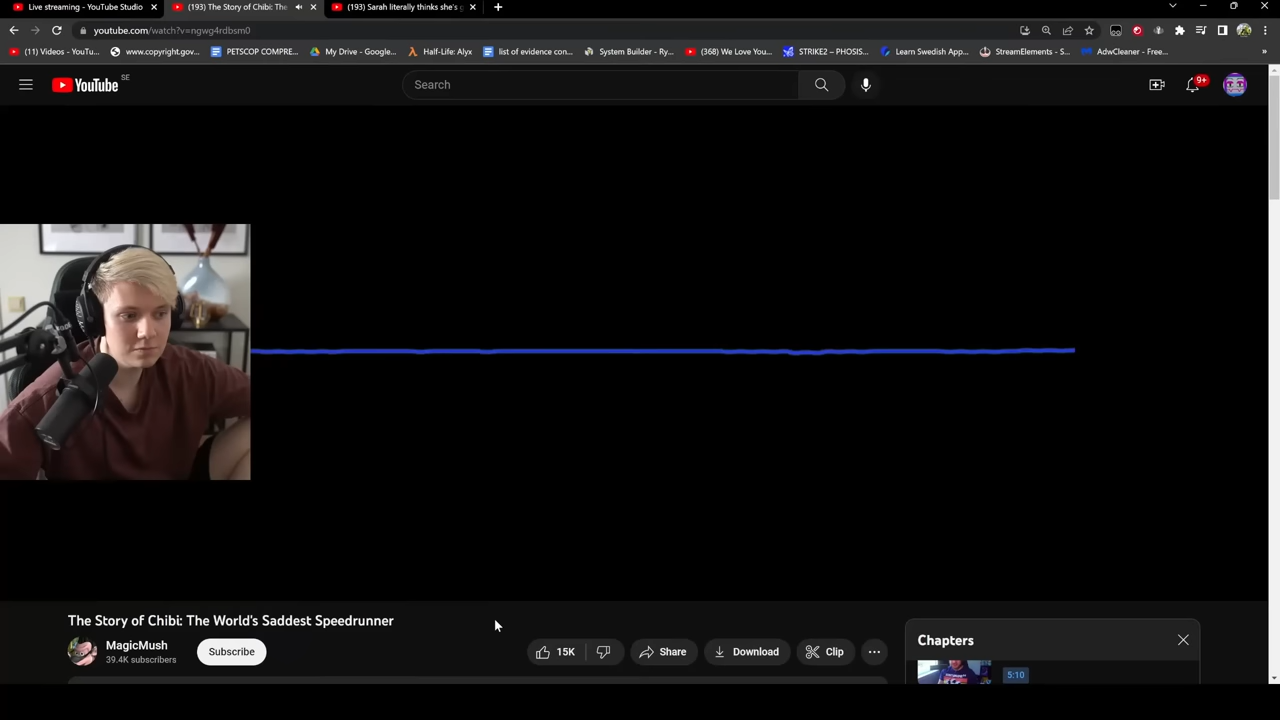 Live streaming - YouTube Studio
(193) The Story of Chibi: The
(193) Sarah literally thinks she's g
youtube.com/watch?v=ngwg4rdbsm0
(11) Videos - YouTu...
www.copyright.gov...
PETSCOP COMPRE...
My Drive - Google...
Half-Life: Alyx
list of evidence con...
System Builder - Ry...
(368) We Love You...
STRIKE2 – PHOSIS...
Learn Swedish App...
StreamElements - S...
AdwCleaner - Free...
YouTube SE
Search
9+
The Story of Chibi: The World's Saddest Speedrunner
MagicMush
39.4K subscribers
Subscribe
15K
Share
Download
Clip
Chapters
5:10